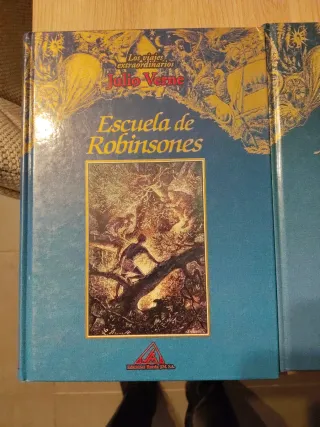 Los viajes
extraordinarios
Julio Verne
Escuela de
Robinsones